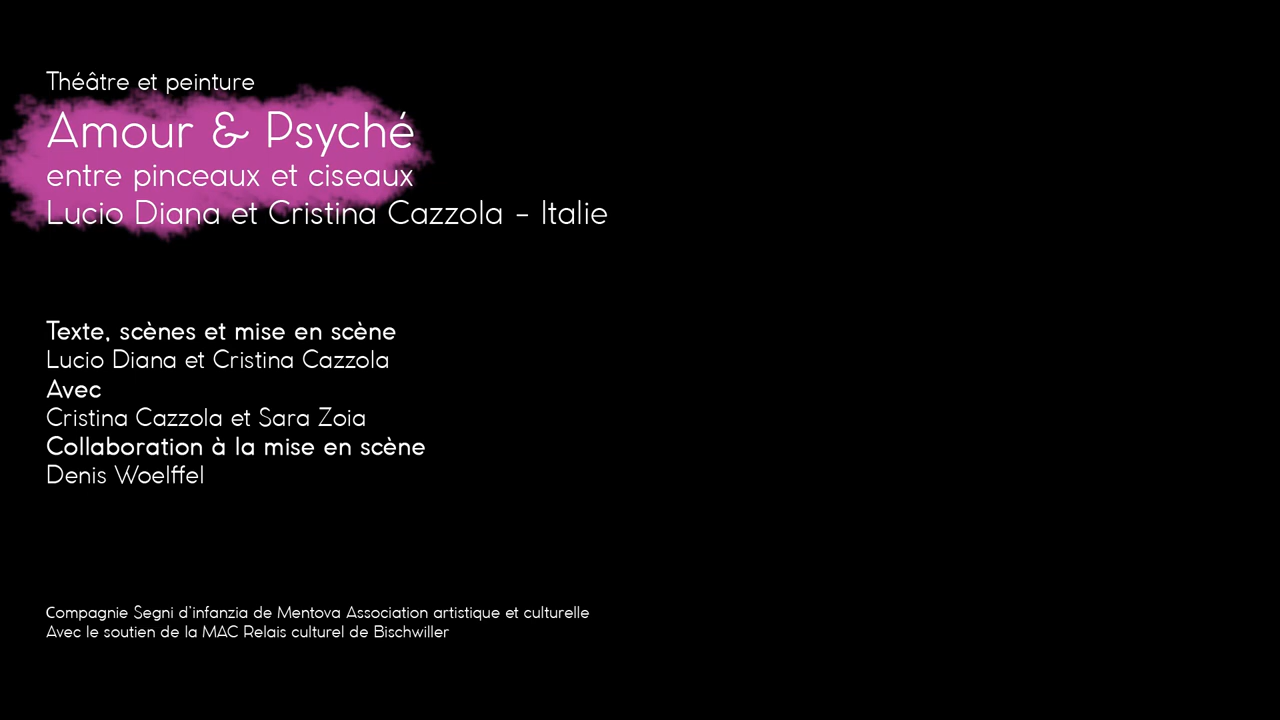 Théâtre et peinture
Amour & Psyché
entre pinceaux et ciseaux
Lucio Diana et Cristina Cazzola - Italie
Texte, scènes et mise en scène
Lucio Diana et Cristina Cazzola
Avec
Cristina Cazzola et Sara Zoia
Collaboration à la mise en scène
Denis Woelffel
Compagnie Segni d'infanzia de Mentova Association artistique et culturelle
Avec le soutien de la MAC Relais culturel de Bischwiller